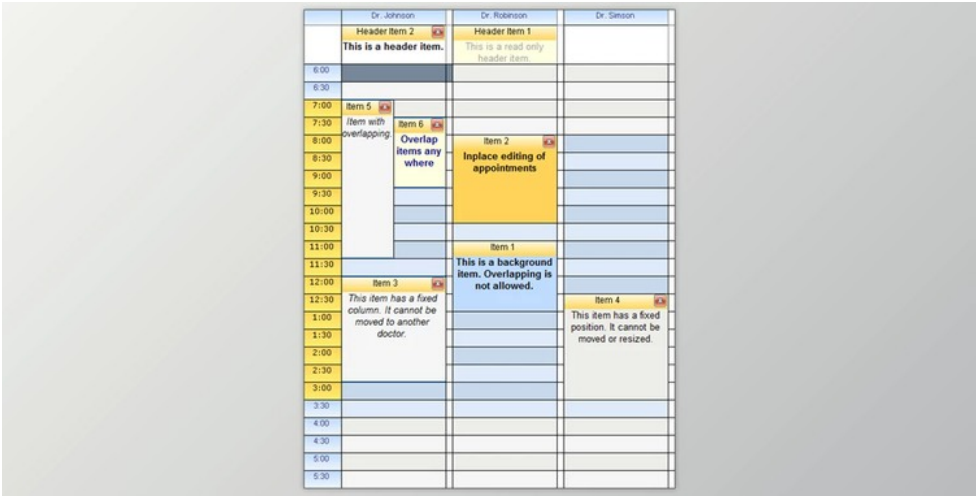 Dr. Johnson
Dr. Robinson
Dr. Simson
Header Item 2
This is a header item.
Header Item 1
This is a read only
header item.
6:00
6:30
7:00
7:30
8:00
8:30
9:00
9:30
10:00
10:30
11:00
11:30
12:00
12:30
1:00
1:30
2:00
2:30
3:00
3:30
4:00
4:30
5:00
5:30
Item 5
Item with
overlapping.
Item 6
Overlap
items any
where
Item 3
This item has a fixed
column. It cannot be
moved to another
doctor.
Item 2
Inplace editing of
appointments
Item 1
This is a background
item. Overlapping is
not allowed.
Item 4
This item has a fixed
position. It cannot be
moved or resized.